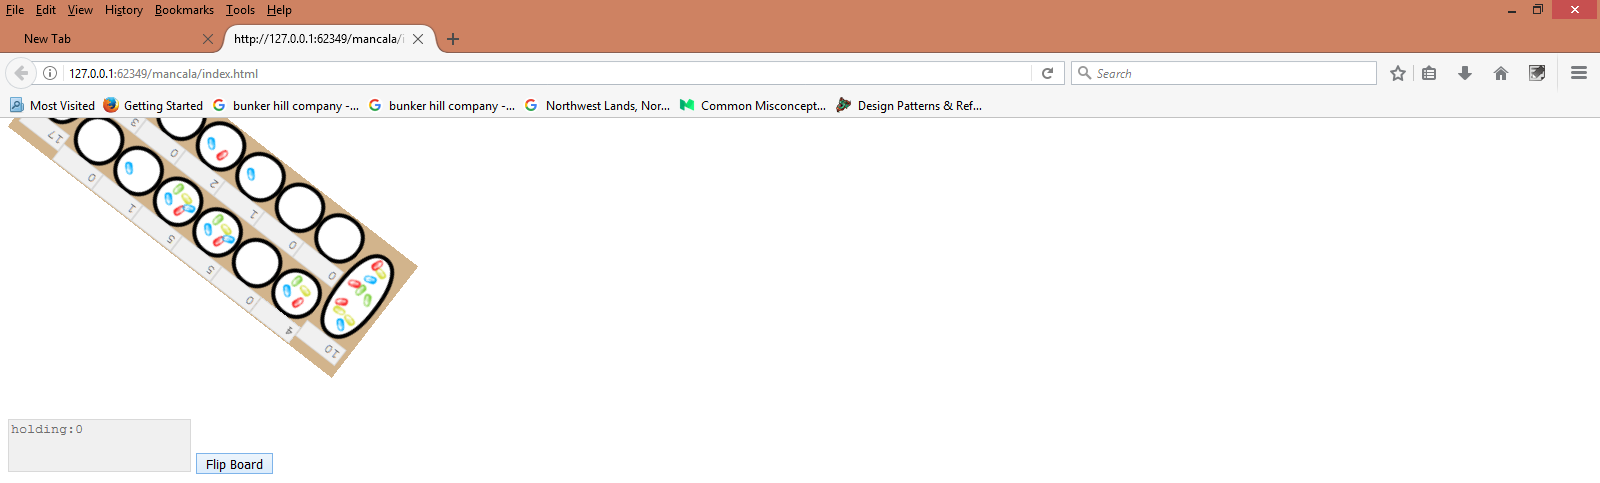 File Edit View History Bookmarks Tools Help
New Tab
http://127.0.0.1:62349/mancala/i
127.0.0.1:62349/mancala/index.html
Search
Most Visited Getting Started bunker hill company -... bunker hill company -... Northwest Lands, Nor... Common Misconcept... Design Patterns & Ref...
3
0
2
1
0
0
17
0
1
5
5
0
4
10
holding:0
Flip Board